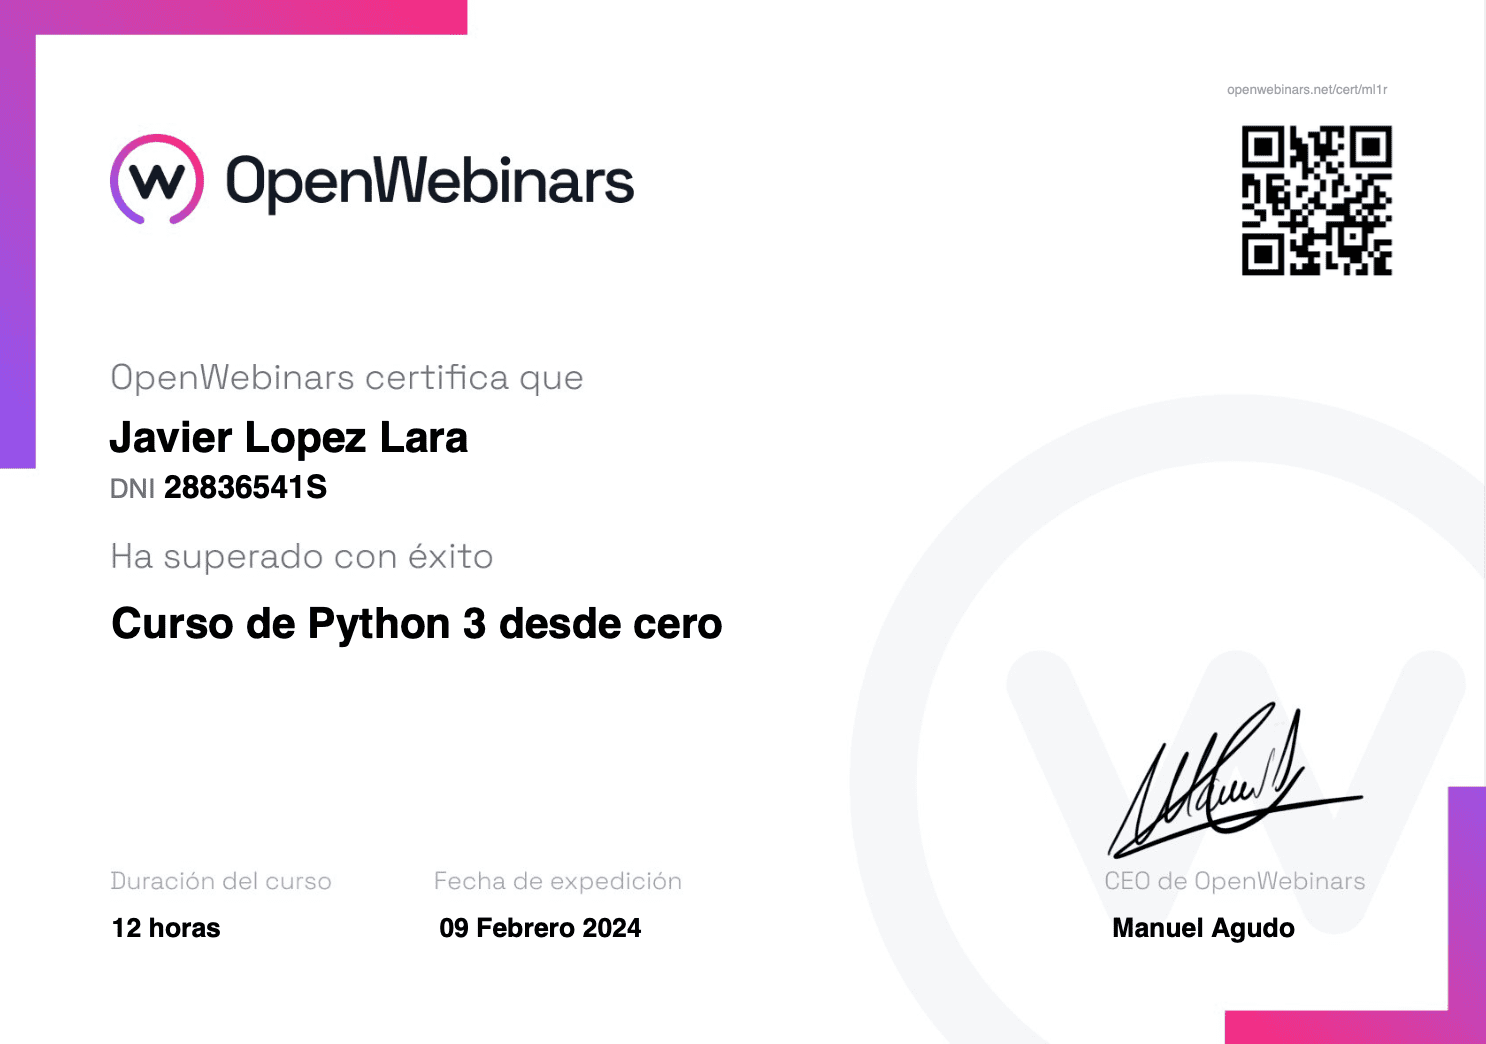 openwebinars.net/cert/ml1r
OpenWebinars
OpenWebinars certifica que
Javier Lopez Lara
DNI 28836541S
Ha superado con éxito
Curso de Python 3 desde cero
Duración del curso
12 horas
Fecha de expedición
09 Febrero 2024
CEO de OpenWebinars
Manuel Agudo